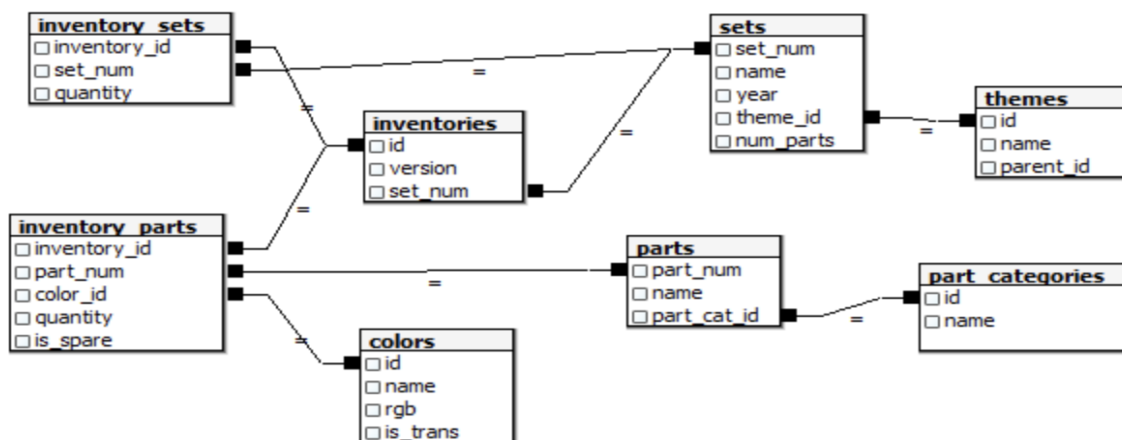 inventory_sets
inventory_id
set_num
quantity
sets
set_num
name
year
theme_id
num_parts
themes
id
name
parent_id
inventories
id
version
set_num
inventory_parts
inventory_id
part_num
color_id
quantity
is_spare
parts
part_num
name
part_cat_id
part_categories
id
name
colors
id
name
rgb
is_trans
=
=
=
=
=
=
=
=